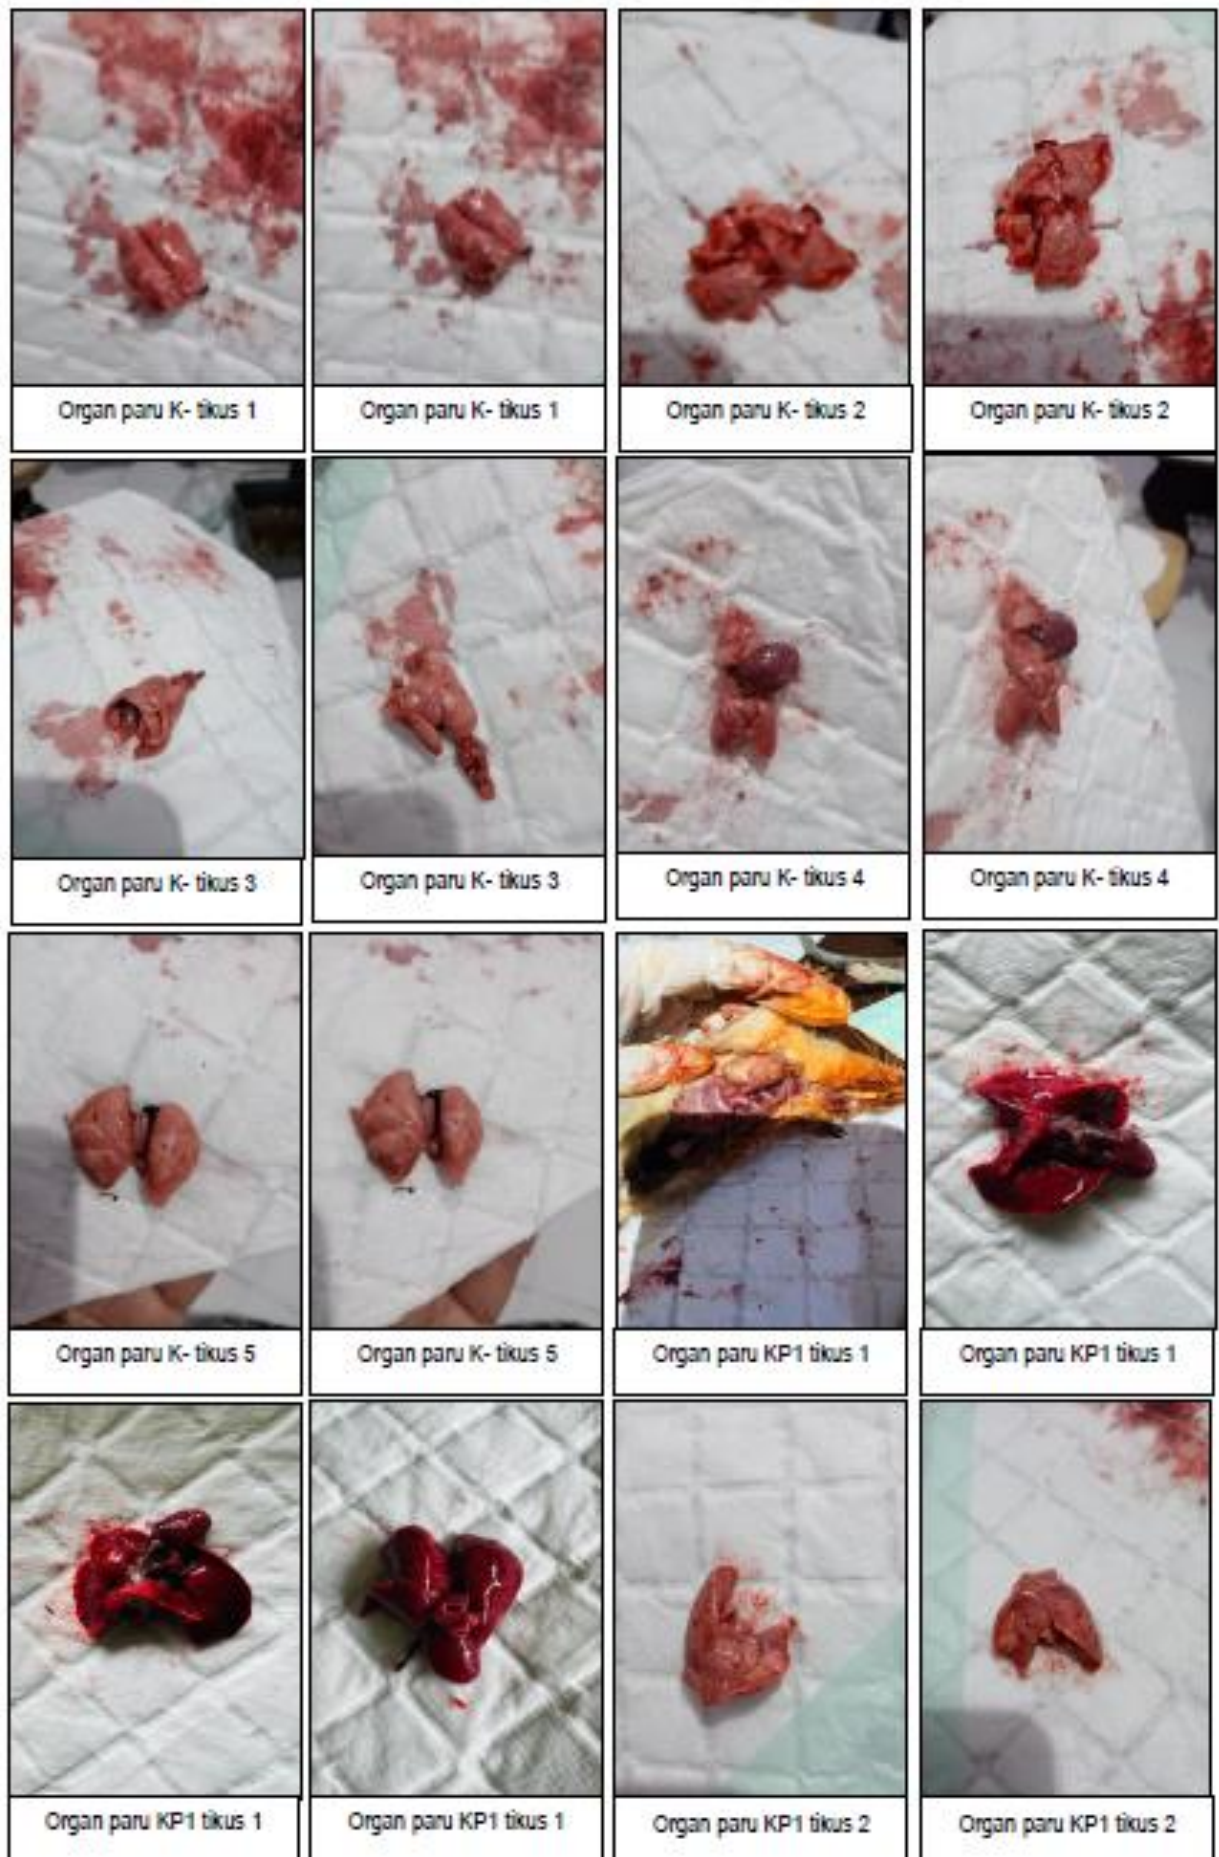 Organ paru K- tikus 1
Organ paru K- tikus 1
Organ paru K- tikus 2
Organ paru K- tikus 2
Organ paru K- tikus 3
Organ paru K- tikus 3
Organ paru K- tikus 4
Organ paru K- tikus 4
Organ paru K- tikus 5
Organ paru K- tikus 5
Organ paru KP1 tikus 1
Organ paru KP1 tikus 1
Organ paru KP1 tikus 1
Organ paru KP1 tikus 1
Organ paru KP1 tikus 2
Organ paru KP1 tikus 2